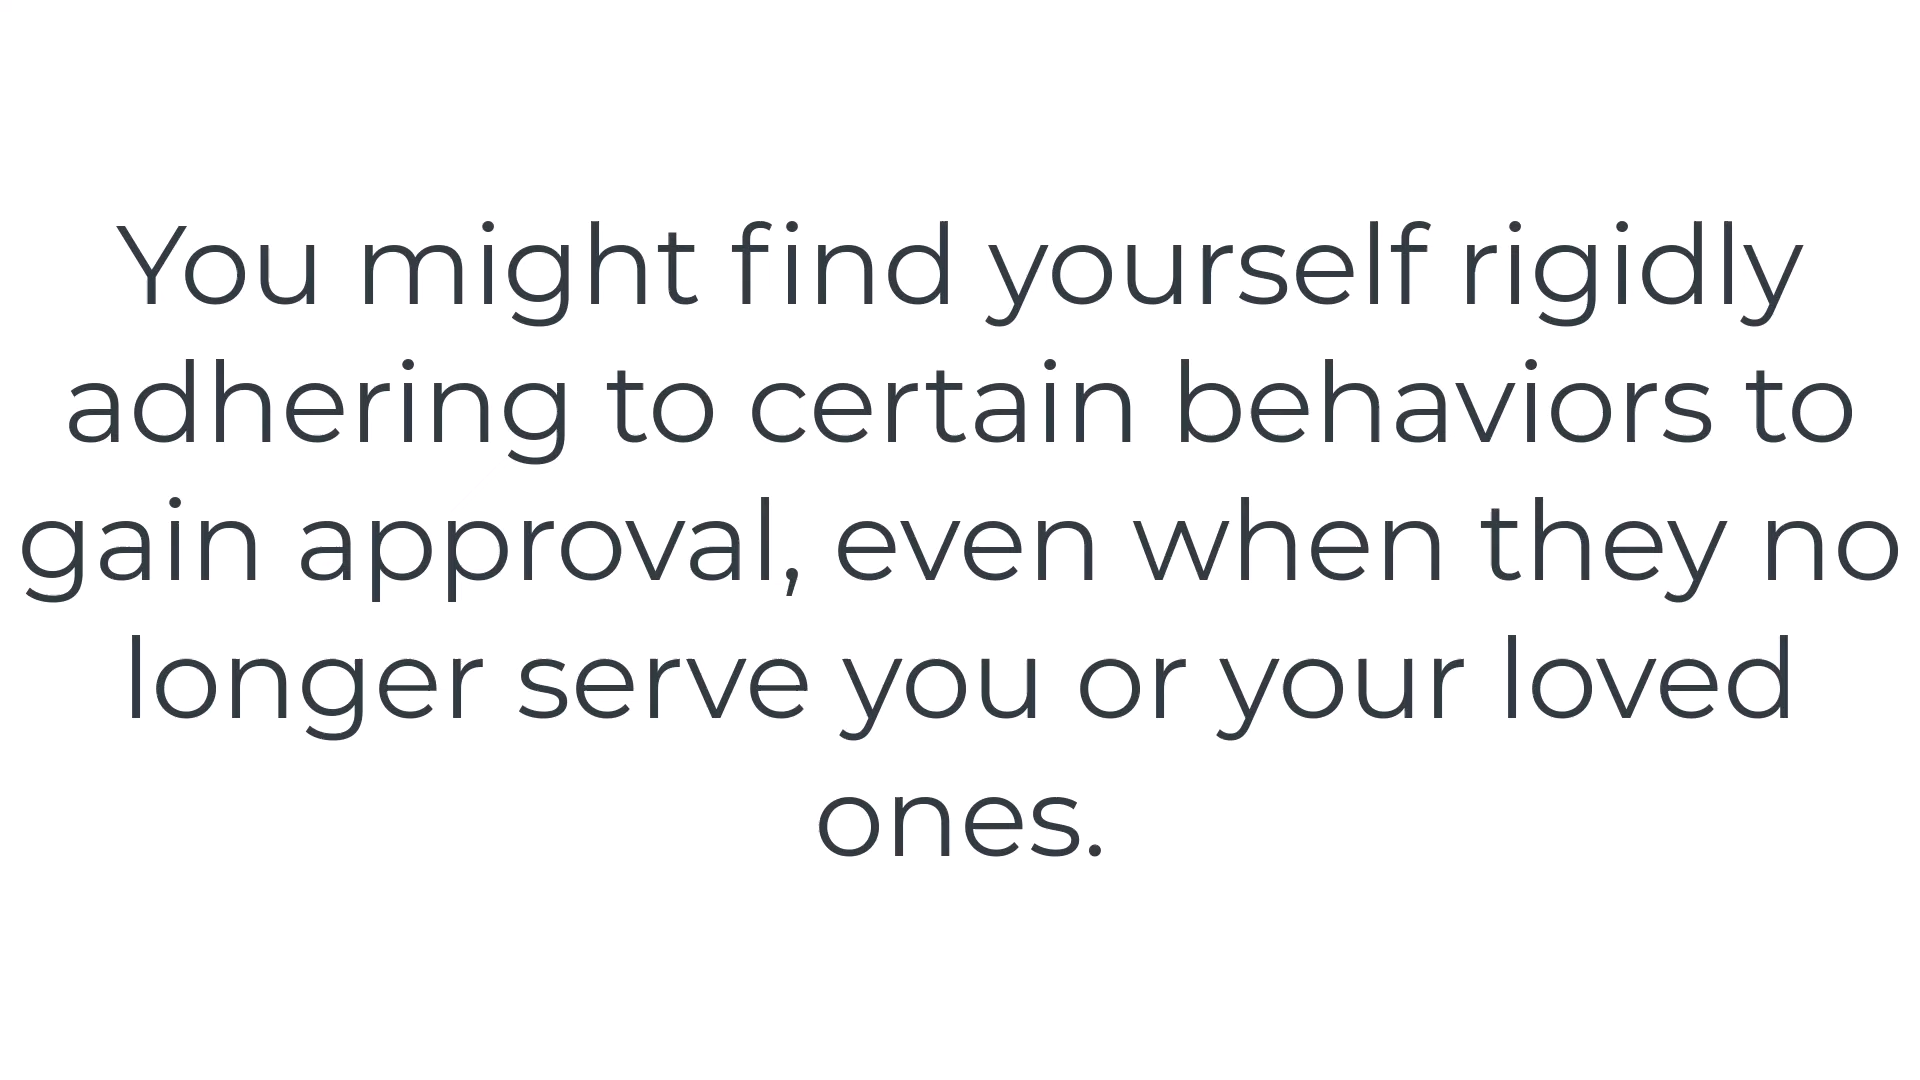 You might find yourself rigidly
adhering to certain behaviors to
gain approval, even when they no
longer serve you or your loved
ones.